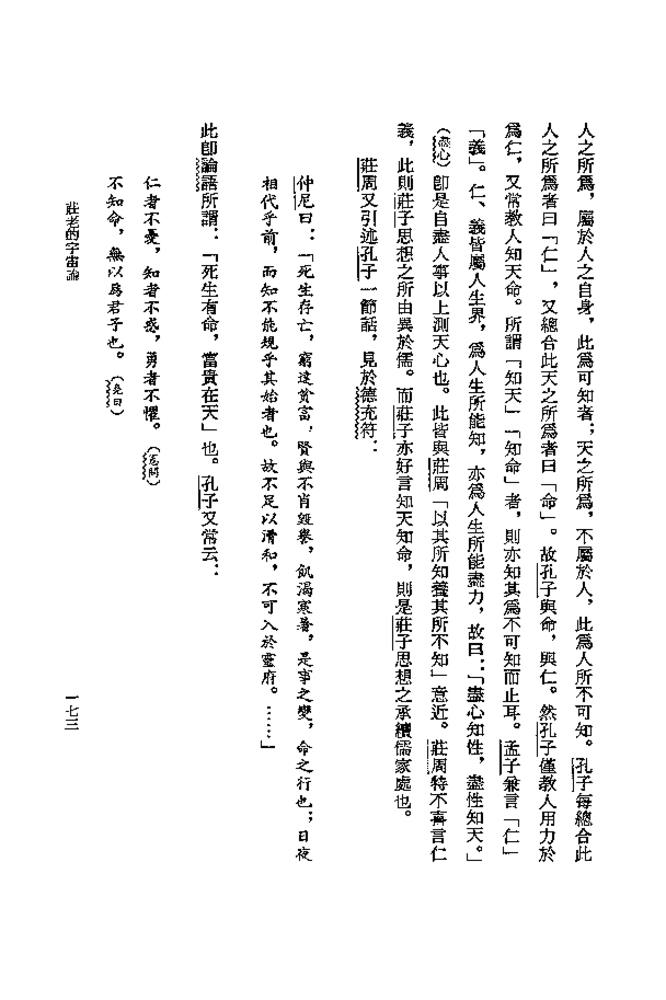 人之所爲，屬於人之自身，此爲可知者；天之所爲，不屬於人，此爲人所不可知。孔子每總合此
人之所爲者曰「仁」，又總合此天之所爲者曰「命」。故孔子與命，與仁。然孔子僅教人用力於
爲仁，又常教人知天命。所謂「知天」「知命」者，則亦知其爲不可知而止耳。孟子兼言「仁」
「義」。仁、義皆屬人生界，爲人生所能知，亦爲人生所能盡力，故曰：「盡心知性，盡性知天。」
（盡心）卽是自盡人事以上測天心也。此皆與莊周「以其所知養其所不知」意近。莊周特不喜言仁
義，此則莊子思想之所由異於儒。而莊子亦好言知天知命，則是莊子思想之承續儒家處也。
莊周又引述孔子一節話，見於德充符：
仲尼曰：「死生存亡，窮達貧富，賢與不肖毀譽，飢渴寒暑，是事之變，命之行也；日夜
相代乎前，而知不能規乎其始者也。故不足以滑和，不可入於靈府。……」
此卽論語所謂：「死生有命，富貴在天」也。孔子又常云：
仁者不憂，知者不惑，勇者不懼。（憲問）
不知命，無以爲君子也。（堯曰）
莊老的宇宙論
一七三